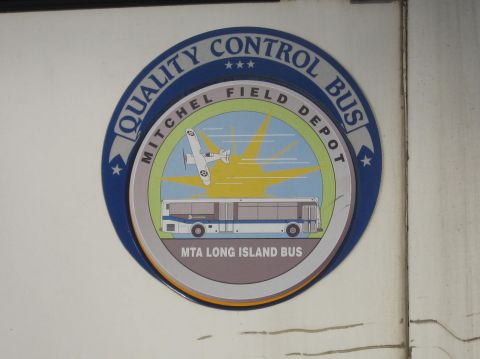 QUALITY CONTROL BUS
MITCHEL FIELD DEPOT
MTA LONG ISLAND BUS